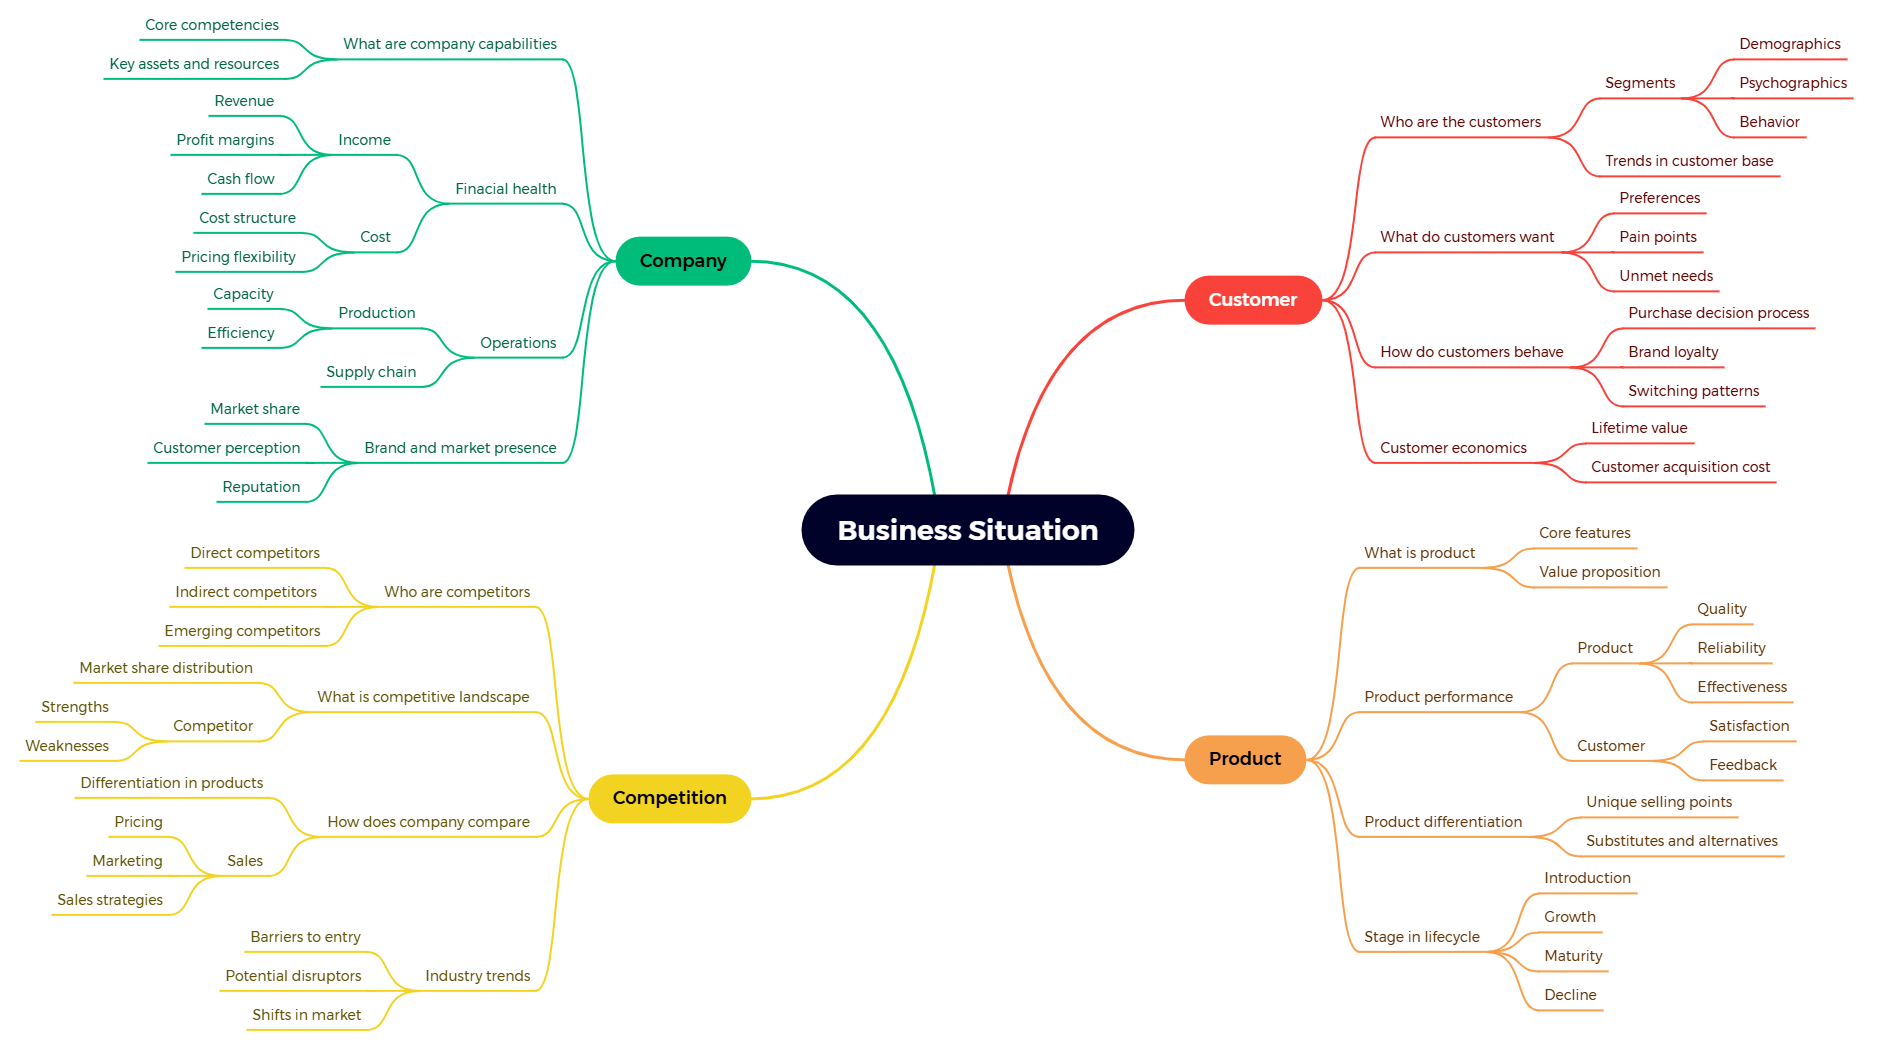 Business Situation
Company
What are company capabilities
Core competencies
Key assets and resources
Finacial health
Income
Revenue
Profit margins
Cash flow
Cost
Cost structure
Pricing flexibility
Operations
Production
Capacity
Efficiency
Supply chain
Brand and market presence
Market share
Customer perception
Reputation
Customer
Who are the customers
Segments
Demographics
Psychographics
Behavior
Trends in customer base
What do customers want
Preferences
Pain points
Unmet needs
How do customers behave
Purchase decision process
Brand loyalty
Switching patterns
Customer economics
Lifetime value
Customer acquisition cost
Competition
Who are competitors
Direct competitors
Indirect competitors
Emerging competitors
What is competitive landscape
Market share distribution
Competitor
Strengths
Weaknesses
How does company compare
Differentiation in products
Sales
Pricing
Marketing
Sales strategies
Industry trends
Barriers to entry
Potential disruptors
Shifts in market
Product
What is product
Core features
Value proposition
Product performance
Product
Quality
Reliability
Effectiveness
Customer
Satisfaction
Feedback
Product differentiation
Unique selling points
Substitutes and alternatives
Stage in lifecycle
Introduction
Growth
Maturity
Decline